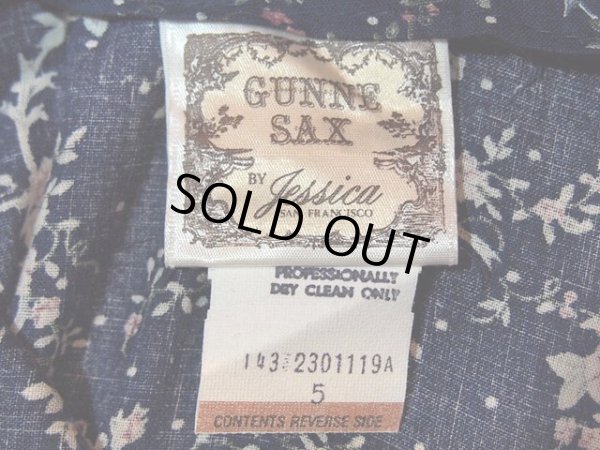 GUNNE
SAX
BY Jessica
SAN FRANCISCO
SOLD OUT
PROFESSIONALLY
DRY CLEAN ONLY
143 2301119A
5
CONTENTS REVERSE SIDE